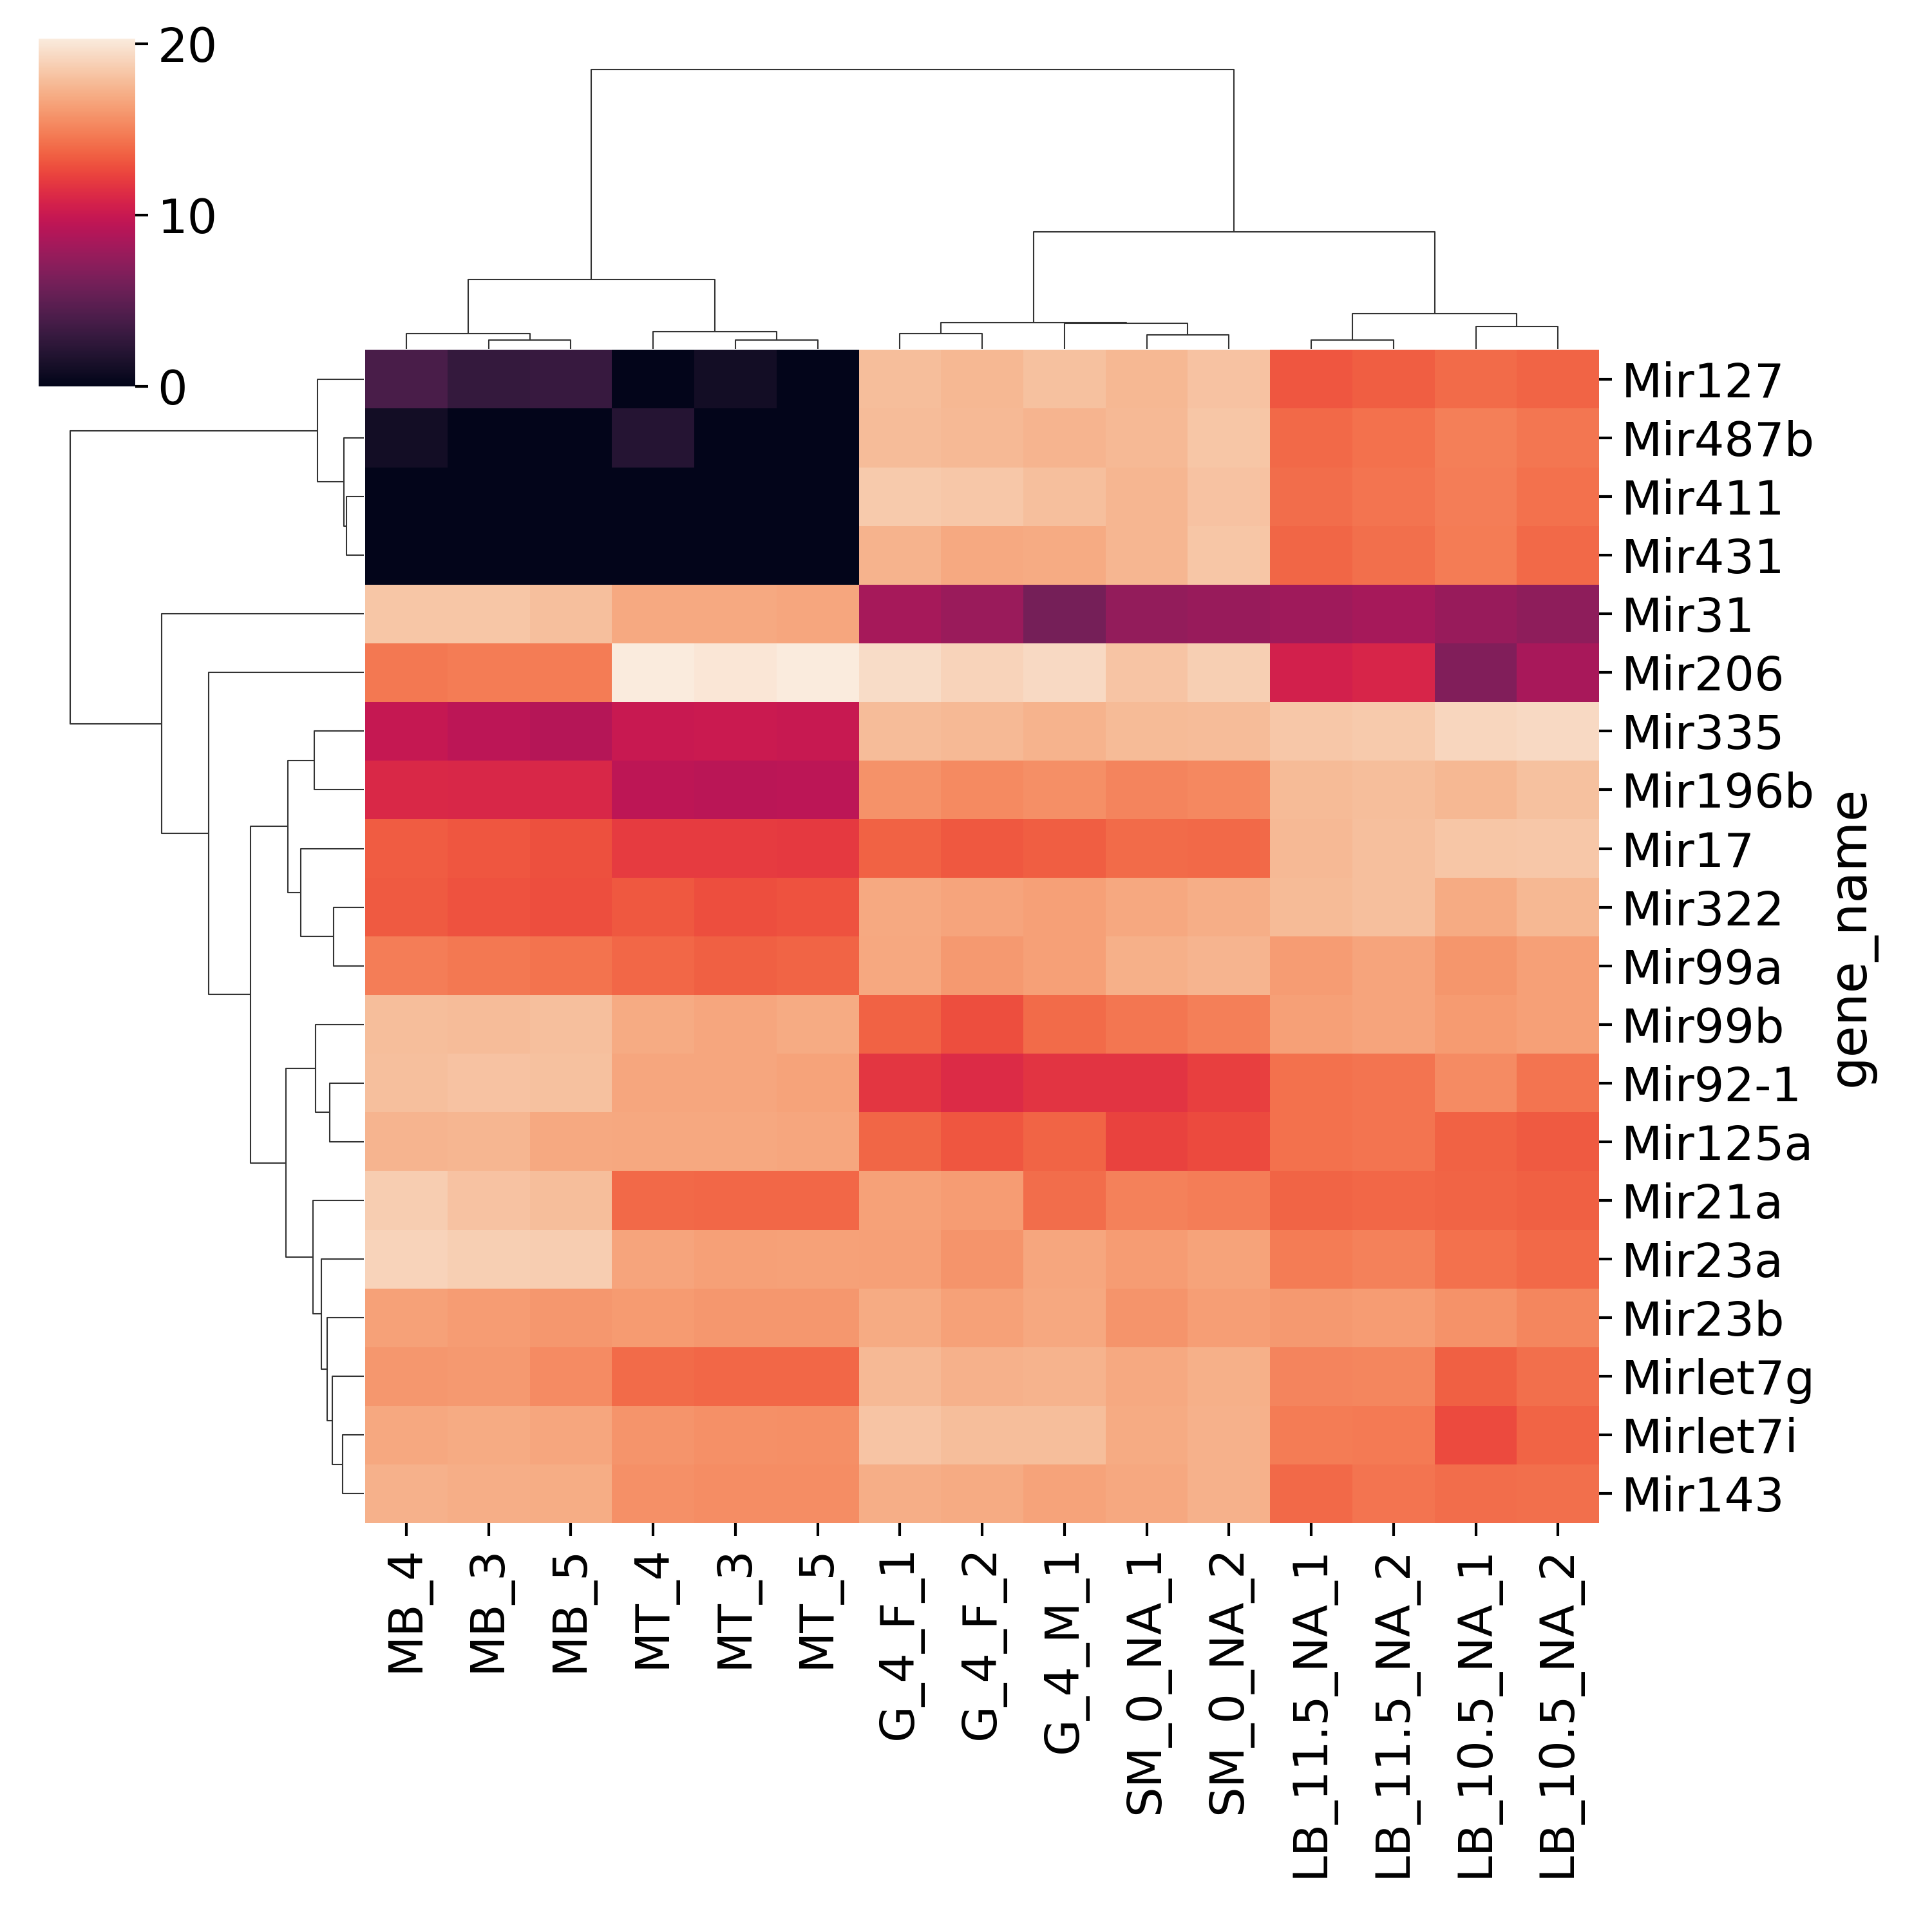 20
10
0
Mir127
Mir487b
Mir411
Mir431
Mir31
Mir206
Mir335
Mir196b
Mir17
Mir322
Mir99a
Mir99b
Mir92-1
Mir125a
Mir21a
Mir23a
Mir23b
Mirlet7g
Mirlet7i
Mir143
gene_name
MB_4
MB_3
MB_5
MT_4
MT_3
MT_5
G_4_F_1
G_4_F_2
G_4_M_1
SM_0_NA_1
SM_0_NA_2
LB_11.5_NA_1
LB_11.5_NA_2
LB_10.5_NA_1
LB_10.5_NA_2